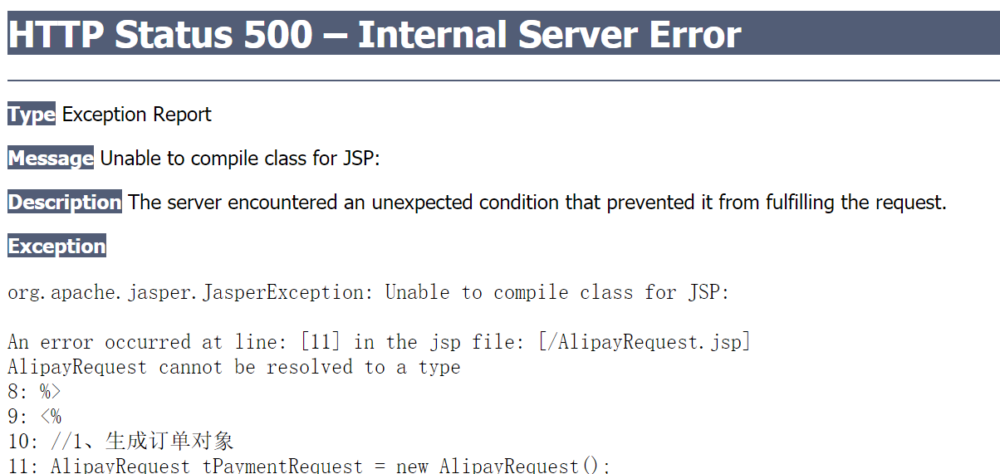 HTTP Status 500 – Internal Server Error
Type Exception Report
Message Unable to compile class for JSP:
Description The server encountered an unexpected condition that prevented it from fulfilling the request.
Exception
org.apache.jasper.JasperException: Unable to compile class for JSP:
An error occurred at line: [11] in the jsp file: [/AlipayRequest.jsp]
AlipayRequest cannot be resolved to a type
8: %>
9: <%
10: //1、生成订单对象
11: AlipayRequest tPaymentRequest = new AlipayRequest();